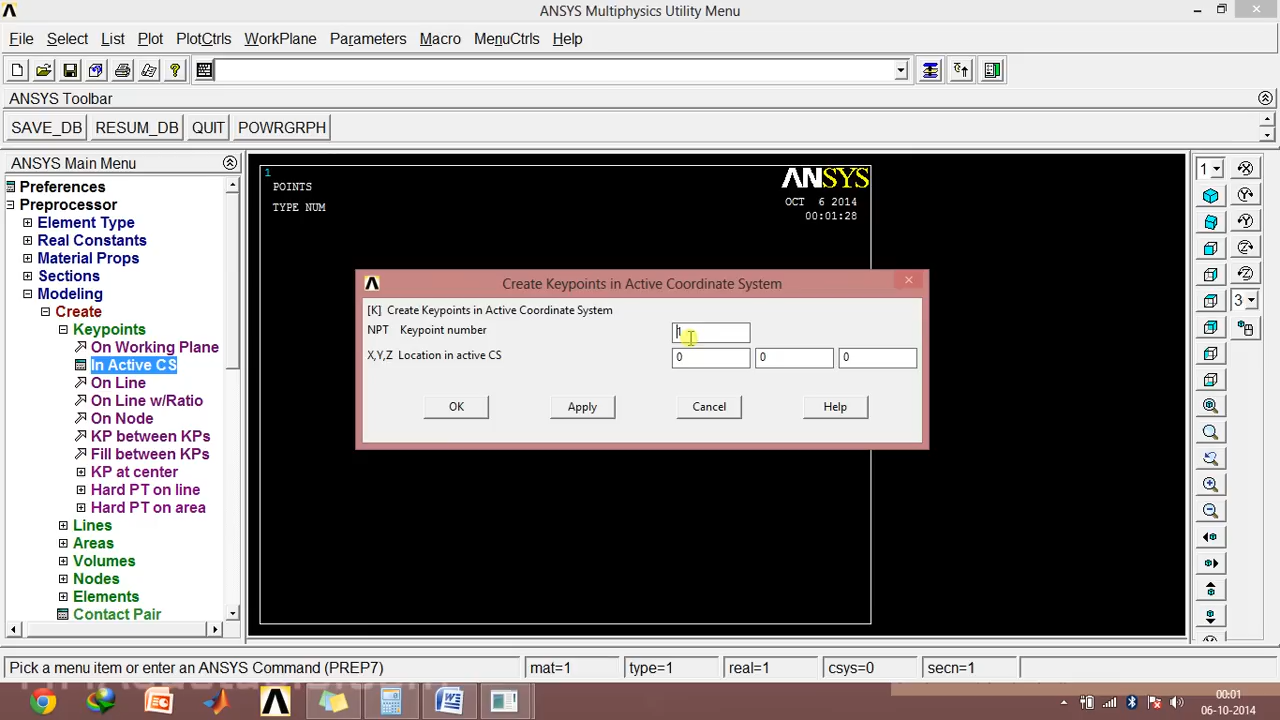 ANSYS Multiphysics Utility Menu
File Select List Plot PlotCtrls WorkPlane Parameters Macro MenuCtrls Help
ANSYS Toolbar
SAVE_DB RESUM_DB QUIT POWRGRPH
ANSYS Main Menu
Preferences
Preprocessor
Element Type
Real Constants
Material Props
Sections
Modeling
Create
Keypoints
On Working Plane
In Active CS
On Line
On Line w/Ratio
On Node
KP between KPs
Fill between KPs
KP at center
Hard PT on line
Hard PT on area
Lines
Areas
Volumes
Nodes
Elements
Contact Pair
1
POINTS
TYPE NUM
ANSYS
OCT 6 2014
00:01:28
Create Keypoints in Active Coordinate System
[K] Create Keypoints in Active Coordinate System
NPT Keypoint number 1
X,Y,Z Location in active CS 0 0 0
OK Apply Cancel Help
1
3
Pick a menu item or enter an ANSYS Command (PREP7) mat=1 type=1 real=1 csys=0 secn=1
00:01
06-10-2014